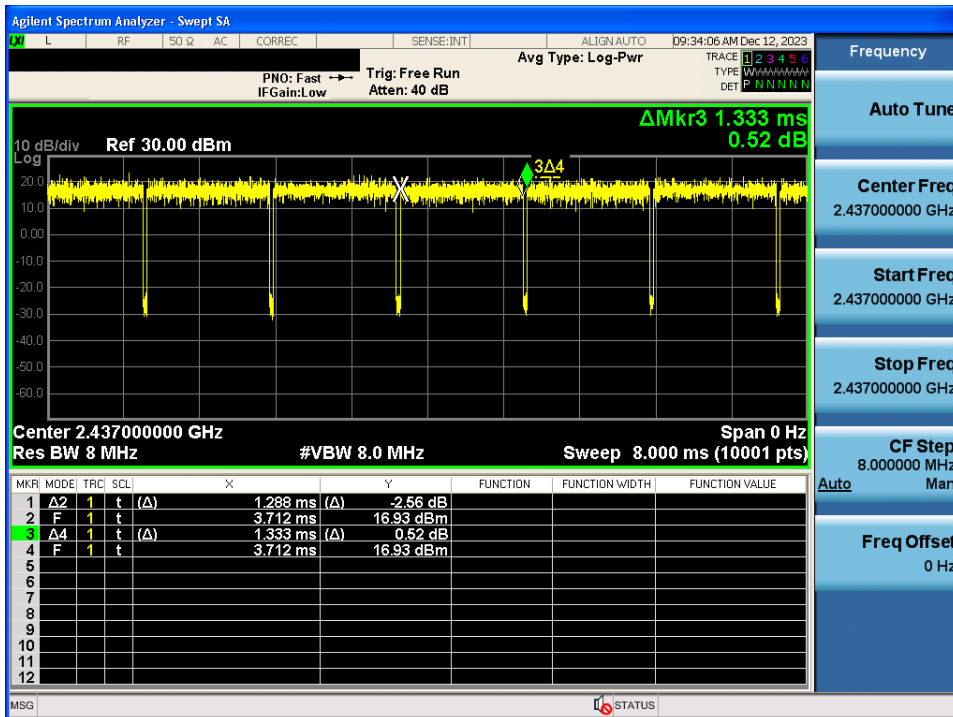 Agilent Spectrum Analyzer - Swept SA
LXI L RF 50 Ω AC CORREC SENSE:INT ALIGN AUTO 09:34:06 AM Dec 12, 2023
Frequency
PNO: Fast
IFGain:Low
Trig: Free Run
Atten: 40 dB
Avg Type: Log-Pwr
TRACE 1 2 3 4 5 6
TYPE WWWWWW
DET P N N N N N
Auto Tune
ΔMkr3 1.333 ms
0.52 dB
10 dB/div Ref 30.00 dBm
Log
3Δ4
20.0
10.0
0.00
-10.0
-20.0
-30.0
-40.0
-50.0
-60.0
Center Freq
2.437000000 GHz
Start Freq
2.437000000 GHz
Stop Freq
2.437000000 GHz
Center 2.437000000 GHz Span 0 Hz
Res BW 8 MHz #VBW 8.0 MHz Sweep 8.000 ms (10001 pts)
CF Step
8.000000 MHz
Auto Man
MKR MODE TRC SCL X Y FUNCTION FUNCTION WIDTH FUNCTION VALUE
1 Δ2 1 t (Δ) 1.288 ms (Δ) -2.56 dB
2 F 1 t 3.712 ms 16.93 dBm
3 Δ4 1 t (Δ) 1.333 ms (Δ) 0.52 dB
4 F 1 t 3.712 ms 16.93 dBm
5
6
7
8
9
10
11
12
Freq Offset
0 Hz
MSG STATUS